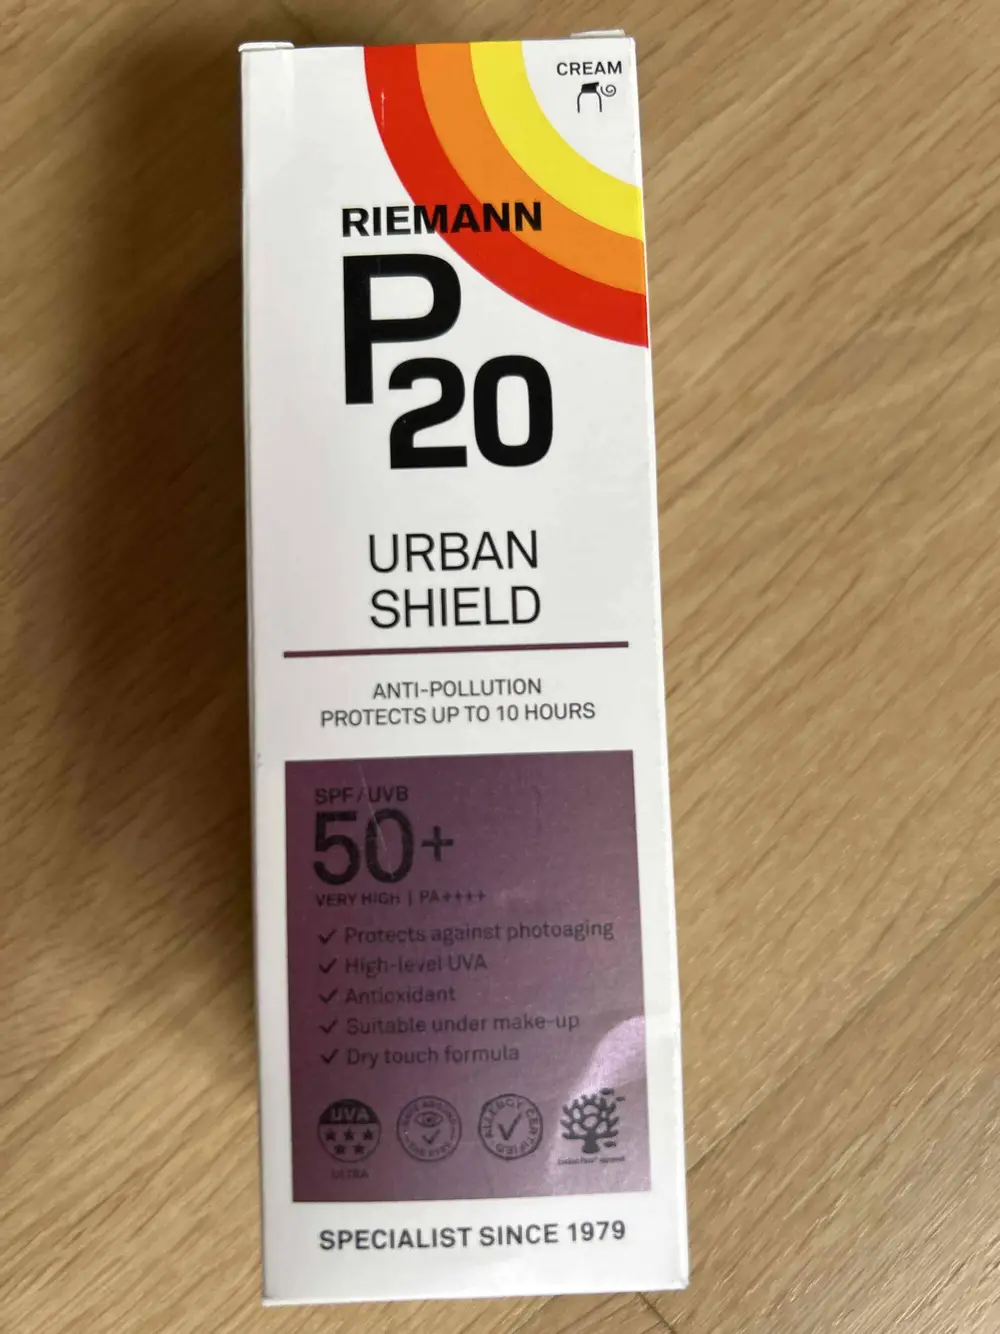 CREAM
RIEMANN
P
20
URBAN
SHIELD
ANTI-POLLUTION
PROTECTS UP TO 10 HOURS
SPF/UVB
50+
VERY HIGH | PA++++
✓ Protects against photoaging
✓ High-level UVA
✓ Antioxidant
✓ Suitable under make-up
✓ Dry touch formula
UVA
ULTRA
ALLERGY CERTIFIED
SPECIALIST SINCE 1979